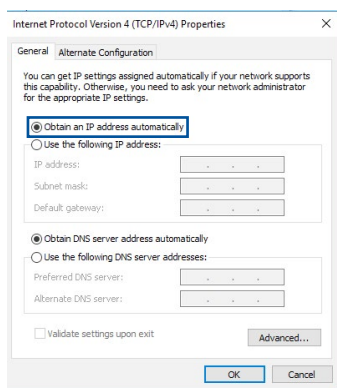 Internet Protocol Version 4 (TCP/IPv4) Properties
General
Alternate Configuration
You can get IP settings assigned automatically if your network supports
this capability. Otherwise, you need to ask your network administrator
for the appropriate IP settings.
Obtain an IP address automatically
Use the following IP address:
IP address:
Subnet mask:
Default gateway:
Obtain DNS server address automatically
Use the following DNS server addresses:
Preferred DNS server:
Alternate DNS server:
Validate settings upon exit
Advanced...
OK
Cancel